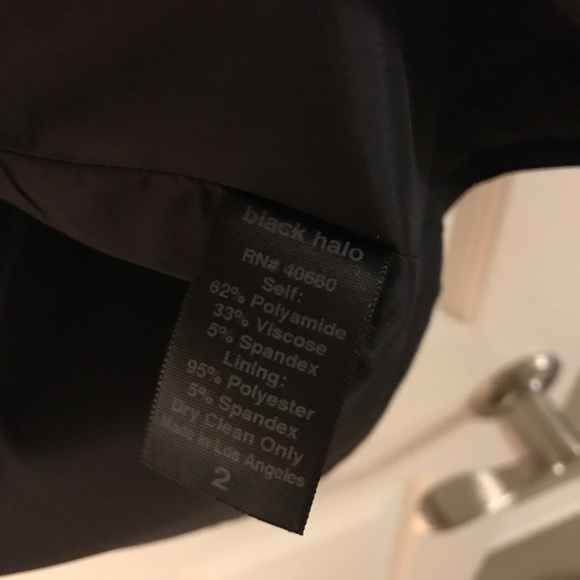 black halo
RN# 40680
Self:
62% Polyamide
33% Viscose
5% Spandex
Lining:
95% Polyester
5% Spandex
Dry Clean Only
Made in Los Angeles
2